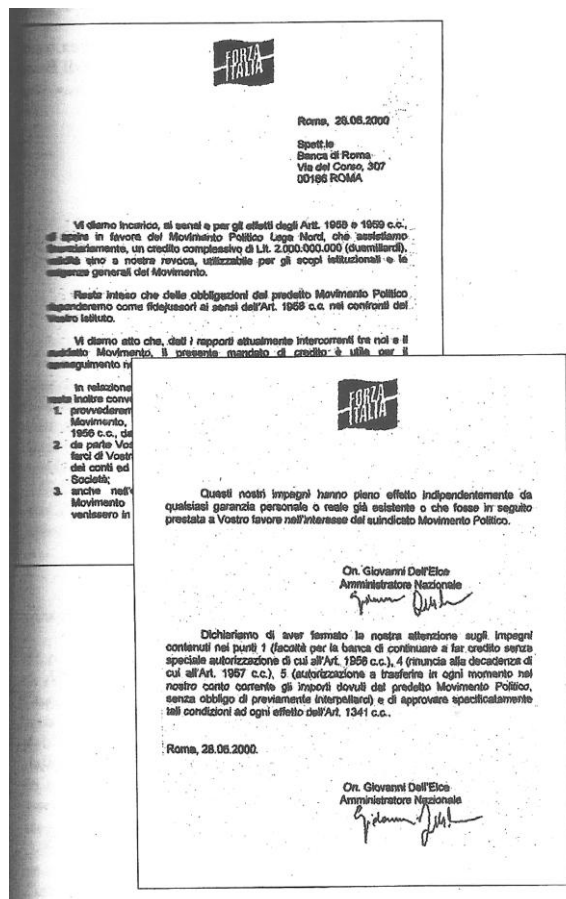 FORZA
ITALIA
Roma, 28.06.2000
Spett.le
Banca di Roma
Via del Corso, 307
00186 ROMA
Vi diamo incarico, ai sensi e per gli effetti degli Artt. 1958 e 1959 c.c.,
di aprire in favore del Movimento Politico Lega Nord, che assistiamo
finanziariamente, un credito complessivo di Lit. 2.000.000.000 (duemiliardi),
validità sino a nostra revoca, utilizzabile per gli scopi istituzionali e le
esigenze generali del Movimento.
Resta inteso che delle obbligazioni del predetto Movimento Politico
risponderemo come fidejussori ai sensi dell'Art. 1958 c.c. nei confronti del
Vostro Istituto.
Vi diamo atto che, dati i rapporti attualmente intercorrenti tra noi e il
suddetto Movimento, il presente mandato di credito è utile per il
In relazione
resta inoltre
1. provvederem
Movimento,
1956 c.c., da
2. da parte Vos
farci di Vostr
dei conti ed
Società;
3. anche nell'
Movimento
venissero in
FORZA
ITALIA
Questi nostri impegni hanno pieno effetto indipendentemente da
qualsiasi garanzia personale o reale già esistente o che fosse in seguito
prestata a Vostro favore nell'interesse del suindicato Movimento Politico.
On. Giovanni Dell'Elce
Amministratore Nazionale
Dichiariamo di aver fermato la nostra attenzione sugli impegni
contenuti nei punti 1 (facoltà per la banca di continuare a far credito senza
speciale autorizzazione di cui all'Art. 1956 c.c.), 4 (rinuncia alla decadenza di
cui all'Art. 1957 c.c.), 5 (autorizzazione a trasferire in ogni momento nel
nostro conto corrente gli importi dovuti dal predetto Movimento Politico,
senza obbligo di previamente interpellarci) e di approvare specificatamente
tali condizioni ad ogni effetto dell'Art. 1341 c.c..
Roma, 28.06.2000.
On. Giovanni Dell'Elce
Amministratore Nazionale